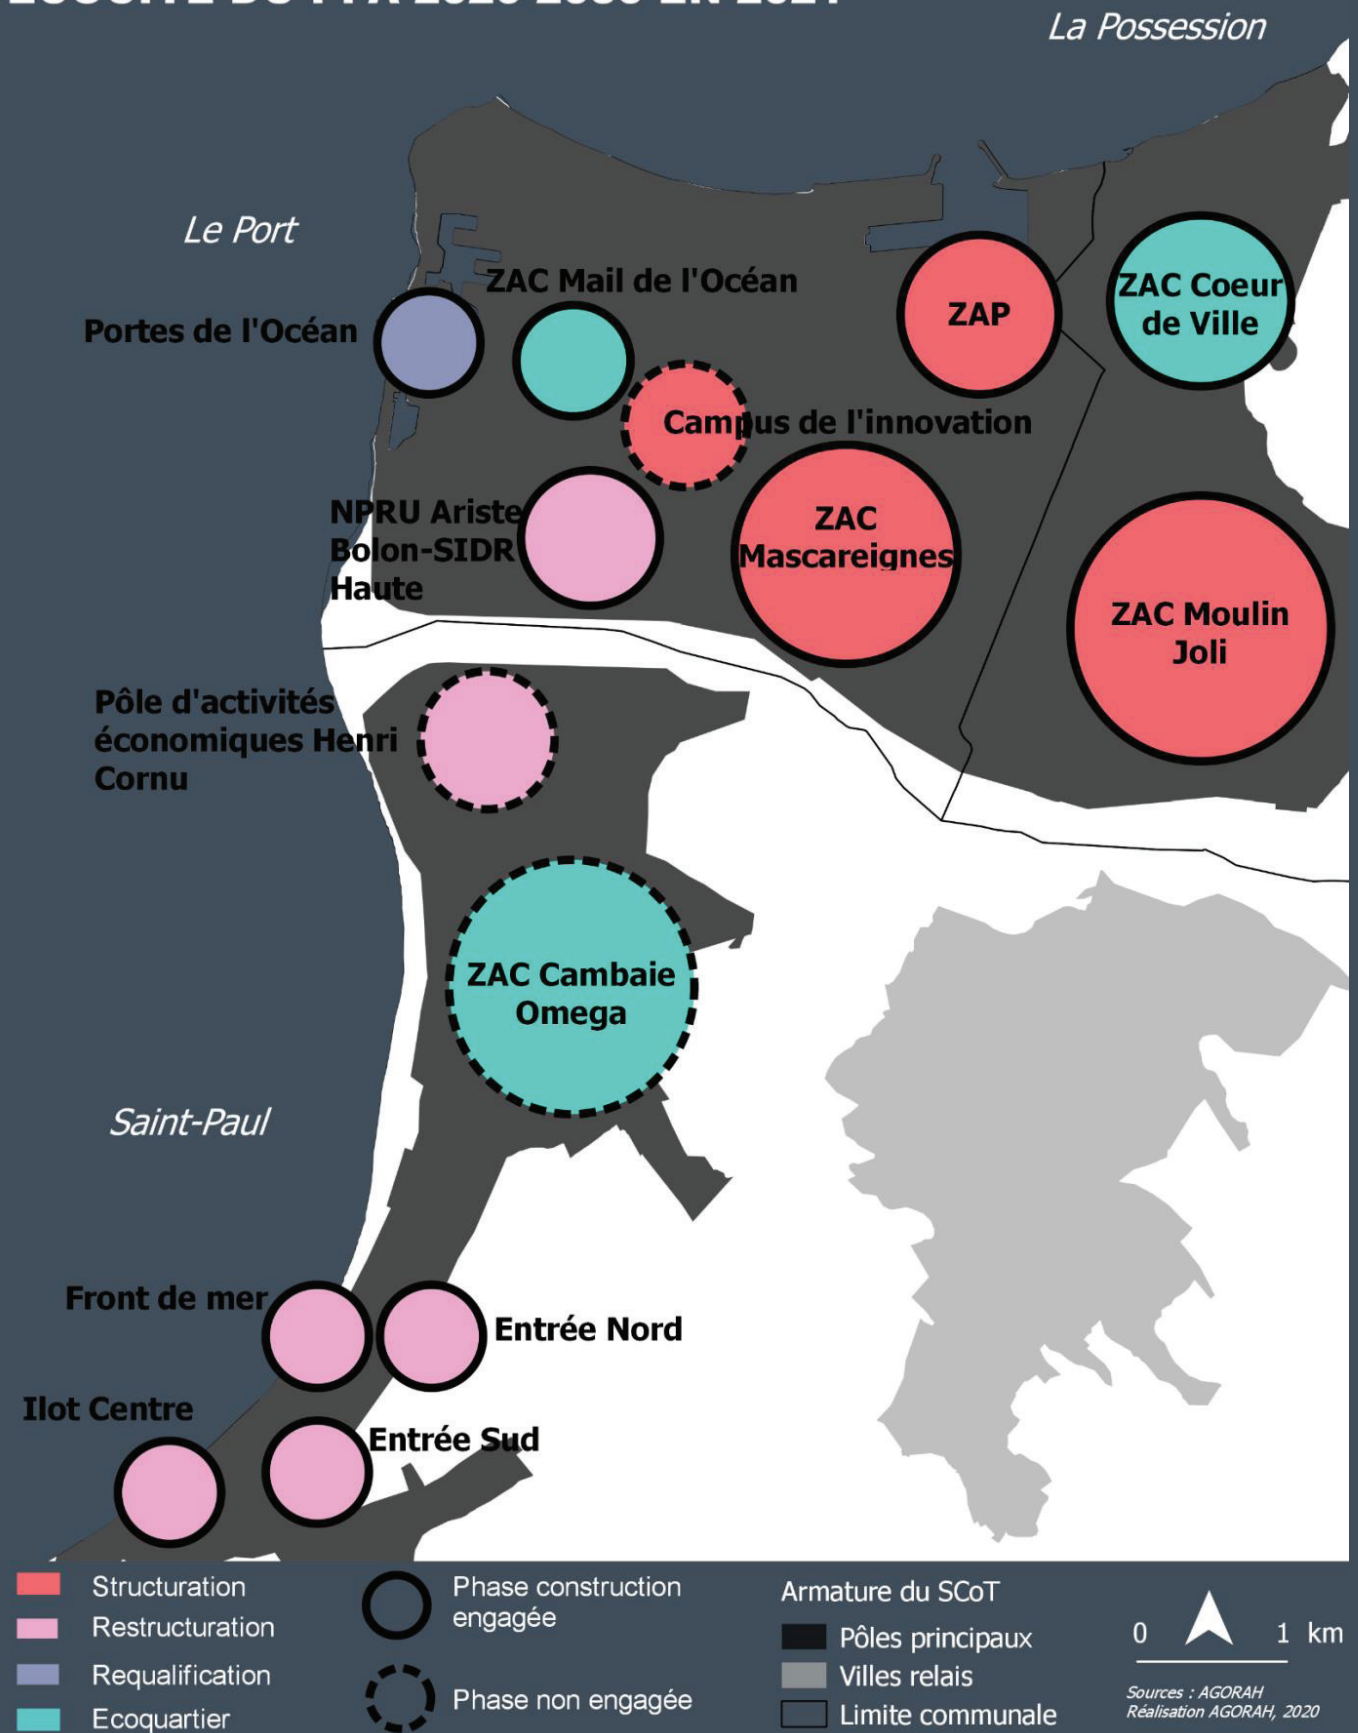 La Possession
Le Port
ZAC Mail de l'Océan
Portes de l'Océan
ZAP
ZAC Coeur
de Ville
Campus de l'innovation
NPRU Ariste
Bolon-SIDR
Haute
ZAC
Mascareignes
ZAC Moulin
Joli
Pôle d'activités
économiques Henri
Cornu
ZAC Cambaie
Omega
Saint-Paul
Front de mer
Entrée Nord
Ilot Centre
Entrée Sud
Structuration
Restructuration
Requalification
Ecoquartier
Phase construction
engagée
Phase non engagée
Armature du SCoT
Pôles principaux
Villes relais
Limite communale
0 1 km
Sources : AGORAH
Réalisation AGORAH, 2020